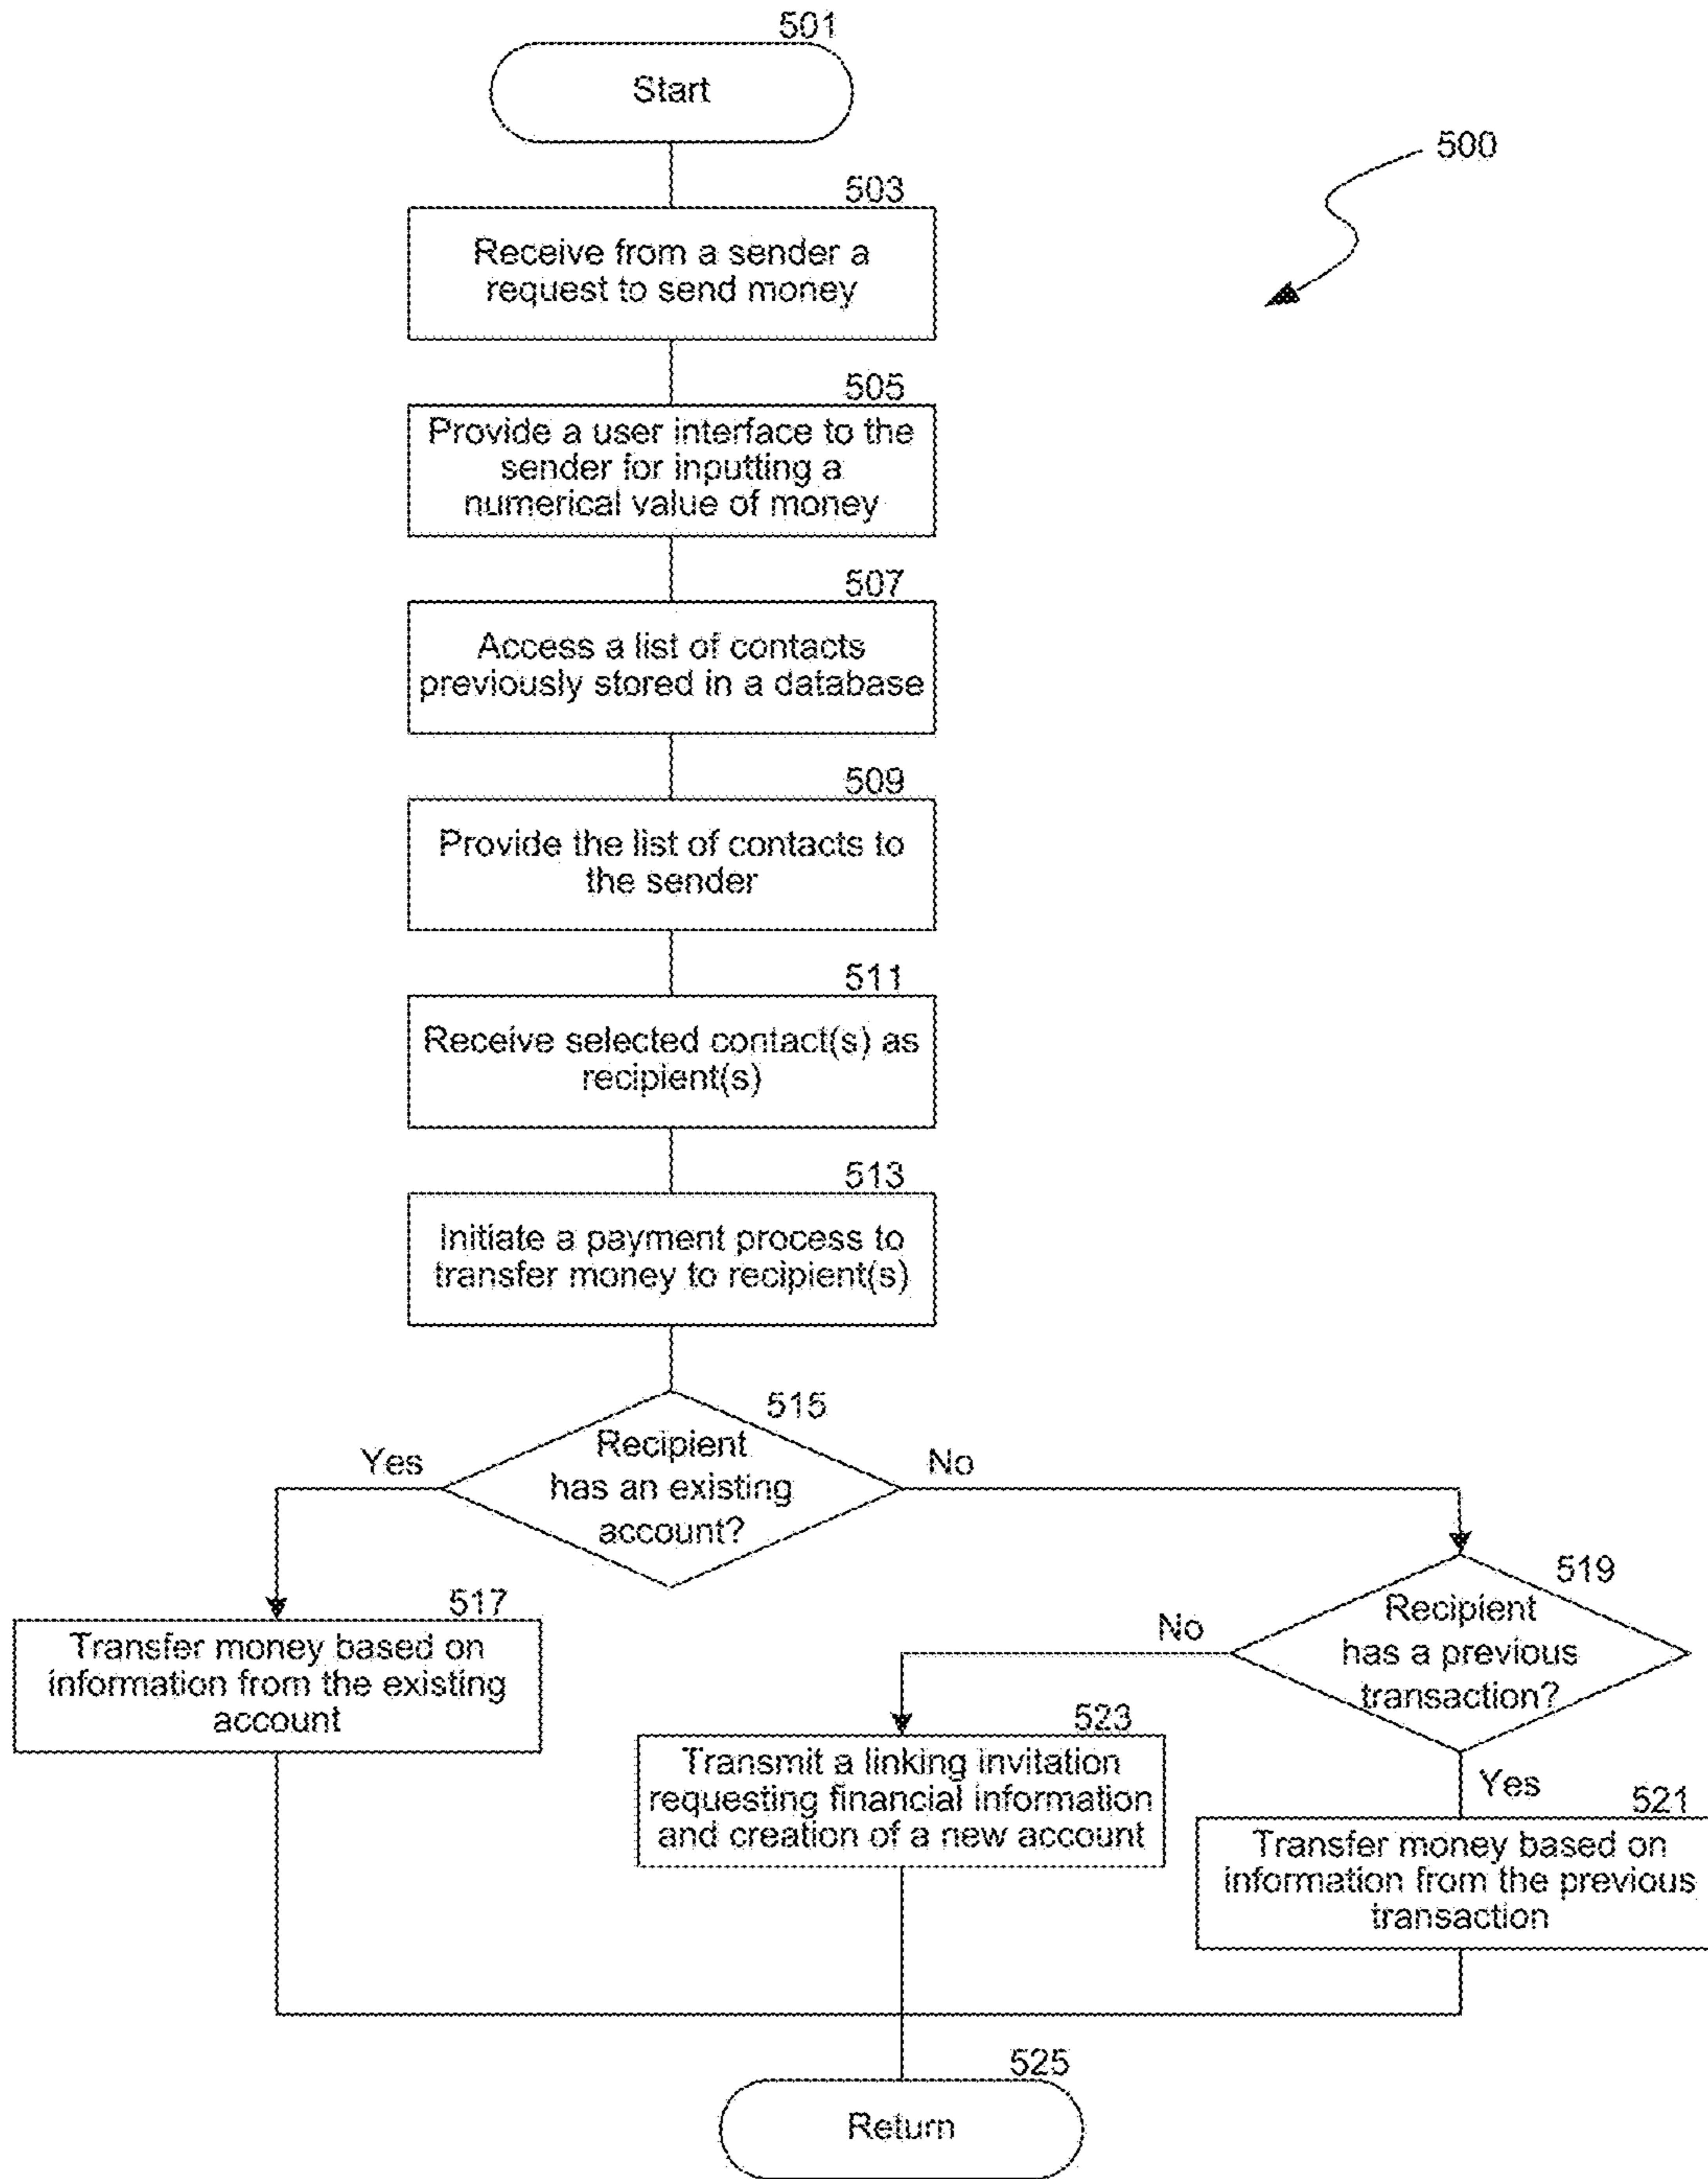 501
Start
500
503
Receive from a sender a
request to send money
505
Provide a user interface to the
sender for inputting a
numerical value of money
507
Access a list of contacts
previously stored in a database
509
Provide the list of contacts to
the sender
511
Receive selected contact(s) as
recipient(s)
513
Initiate a payment process to
transfer money to recipient(s)
515
Recipient
has an existing
account?
Yes
No
517
Transfer money based on
information from the existing
account
519
Recipient
has a previous
transaction?
No
Yes
523
Transmit a linking invitation
requesting financial information
and creation of a new account
521
Transfer money based on
information from the previous
transaction
525
Return